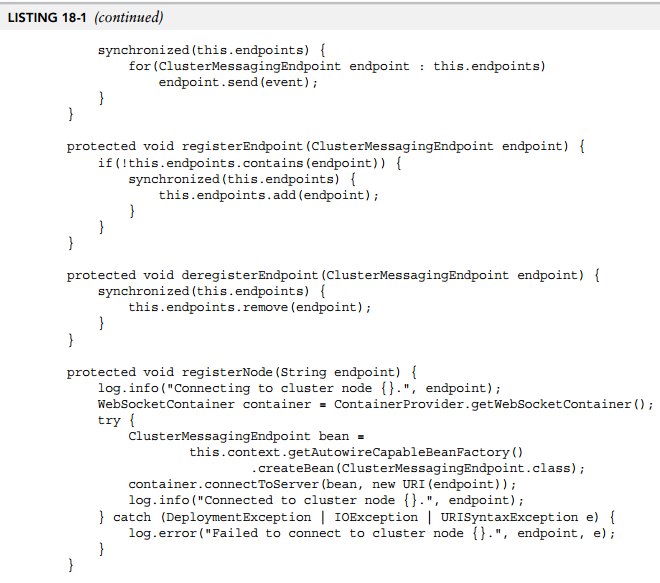 LISTING 18-1 (continued)
synchronized(this.endpoints) {
for(ClusterMessagingEndpoint endpoint : this.endpoints)
endpoint.send(event);
}
}
protected void registerEndpoint(ClusterMessagingEndpoint endpoint) {
if(!this.endpoints.contains(endpoint)) {
synchronized(this.endpoints) {
this.endpoints.add(endpoint);
}
}
}
protected void deregisterEndpoint(ClusterMessagingEndpoint endpoint) {
synchronized(this.endpoints) {
this.endpoints.remove(endpoint);
}
}
protected void registerNode(String endpoint) {
log.info("Connecting to cluster node {}.", endpoint);
WebSocketContainer container = ContainerProvider.getWebSocketContainer();
try {
ClusterMessagingEndpoint bean =
this.context.getAutowireCapableBeanFactory()
.createBean(ClusterMessagingEndpoint.class);
container.connectToServer(bean, new URI(endpoint));
log.info("Connected to cluster node {}.", endpoint);
} catch (DeploymentException | IOException | URISyntaxException e) {
log.error("Failed to connect to cluster node {}.", endpoint, e);
}
}